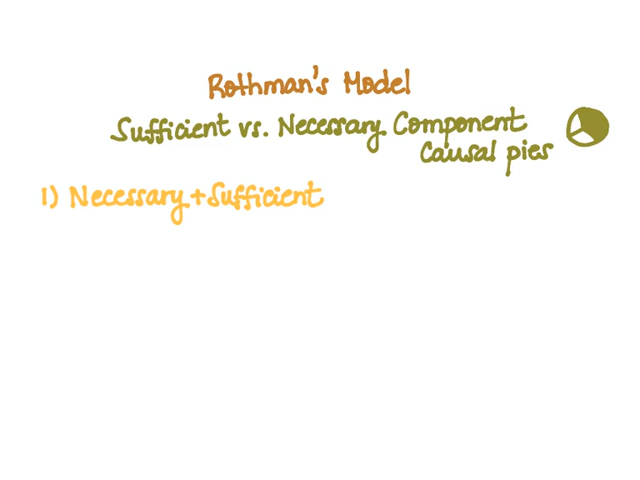 Rothman's Model
Sufficient vs. Necessary Component
Causal pies
1) Necessary + Sufficient